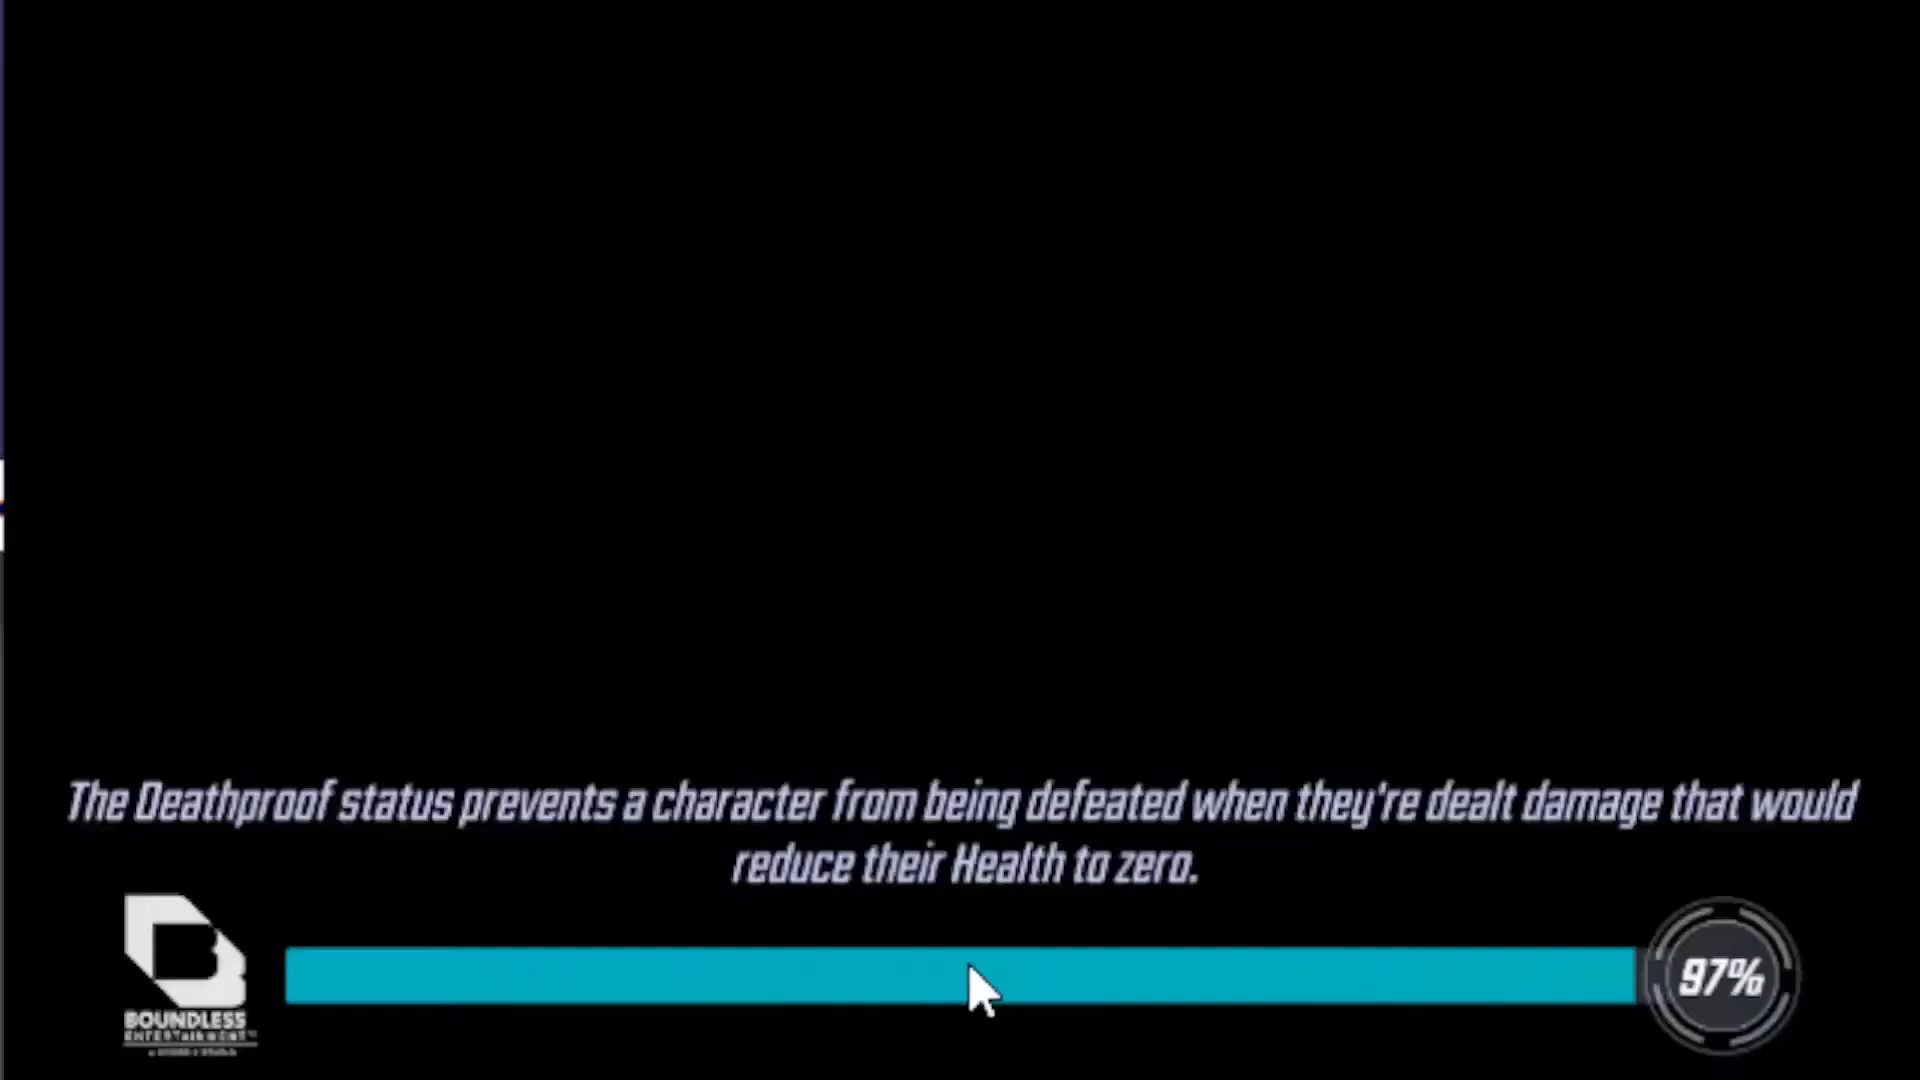 The Deathproof status prevents a character from being defeated when they're dealt damage that would
reduce their Health to zero.
97%
BOUNDLESS
ENTERTAINMENT